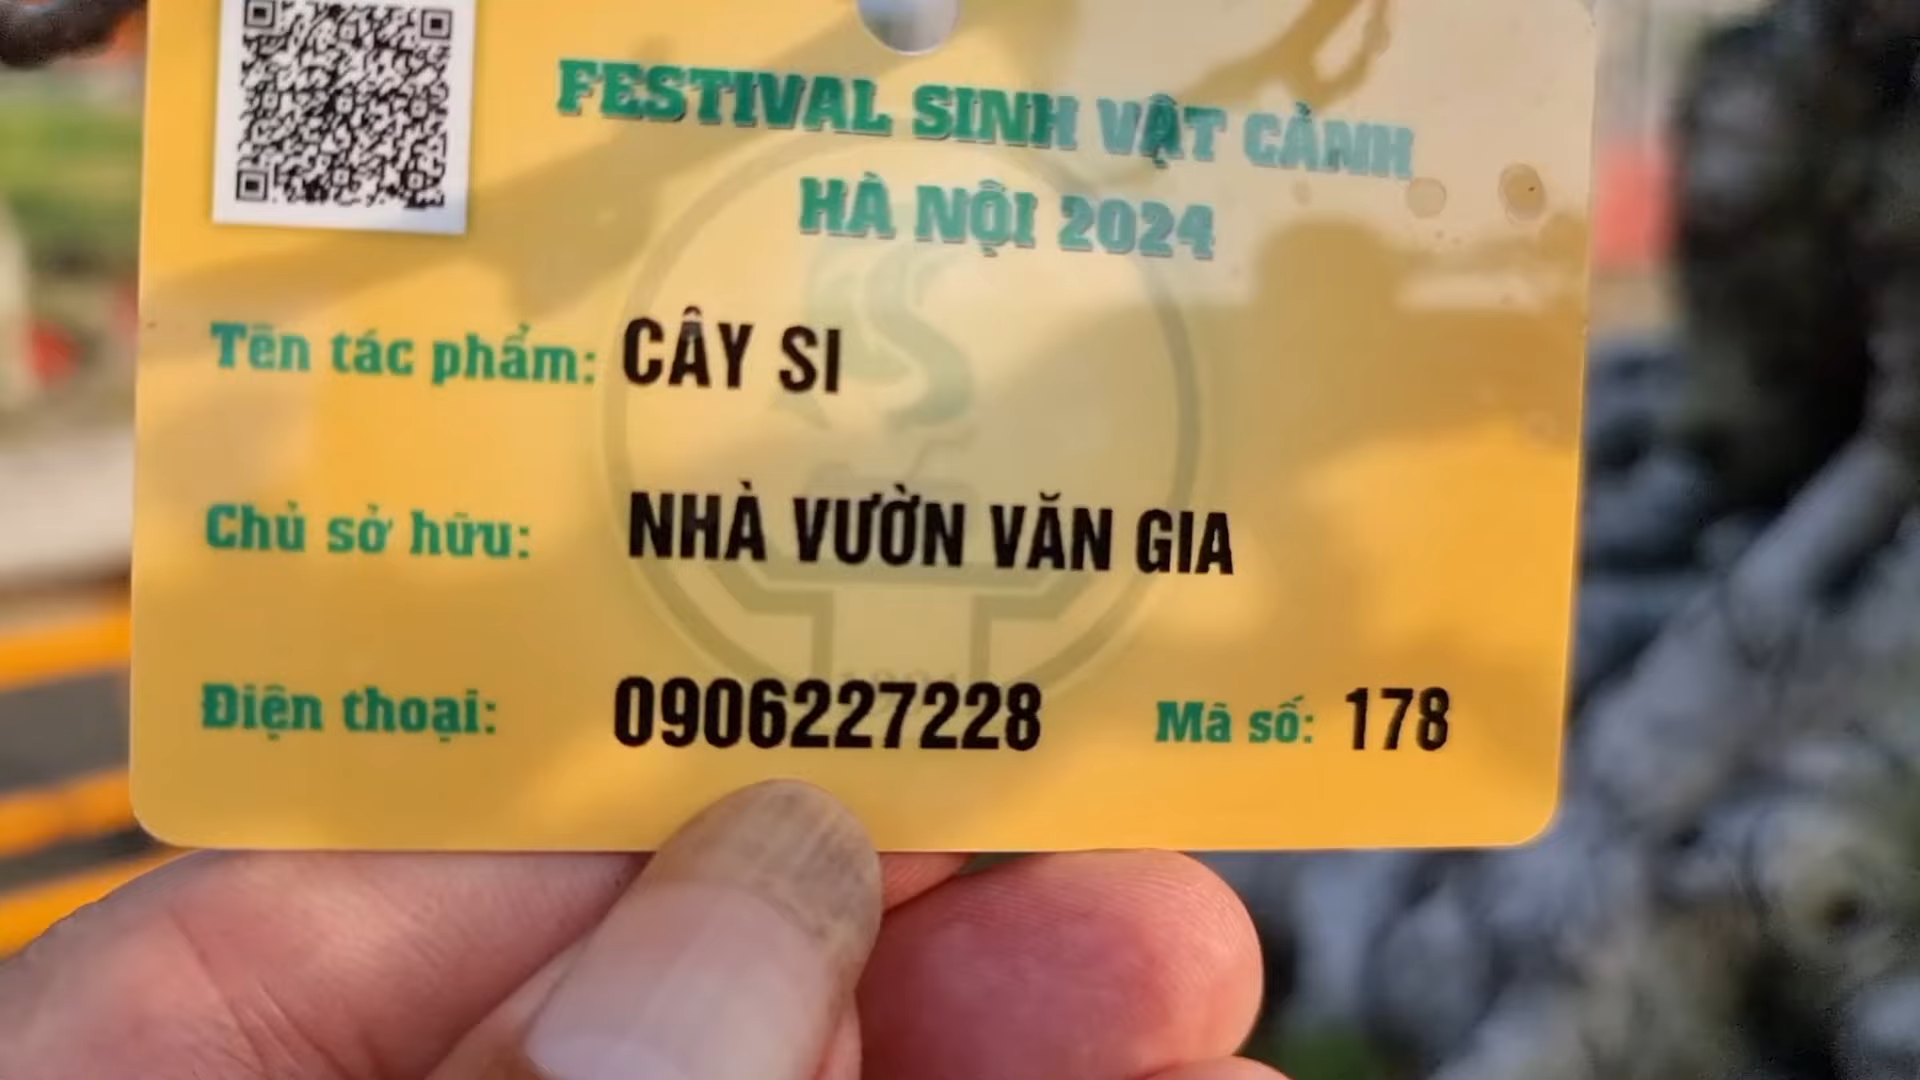 FESTIVAL SINH VẬT CẢNH
HÀ NỘI 2024
Tên tác phẩm: CÂY SI
Chủ sở hữu: NHÀ VƯỜN VĂN GIA
Điện thoại: 0906227228 Mã số: 178